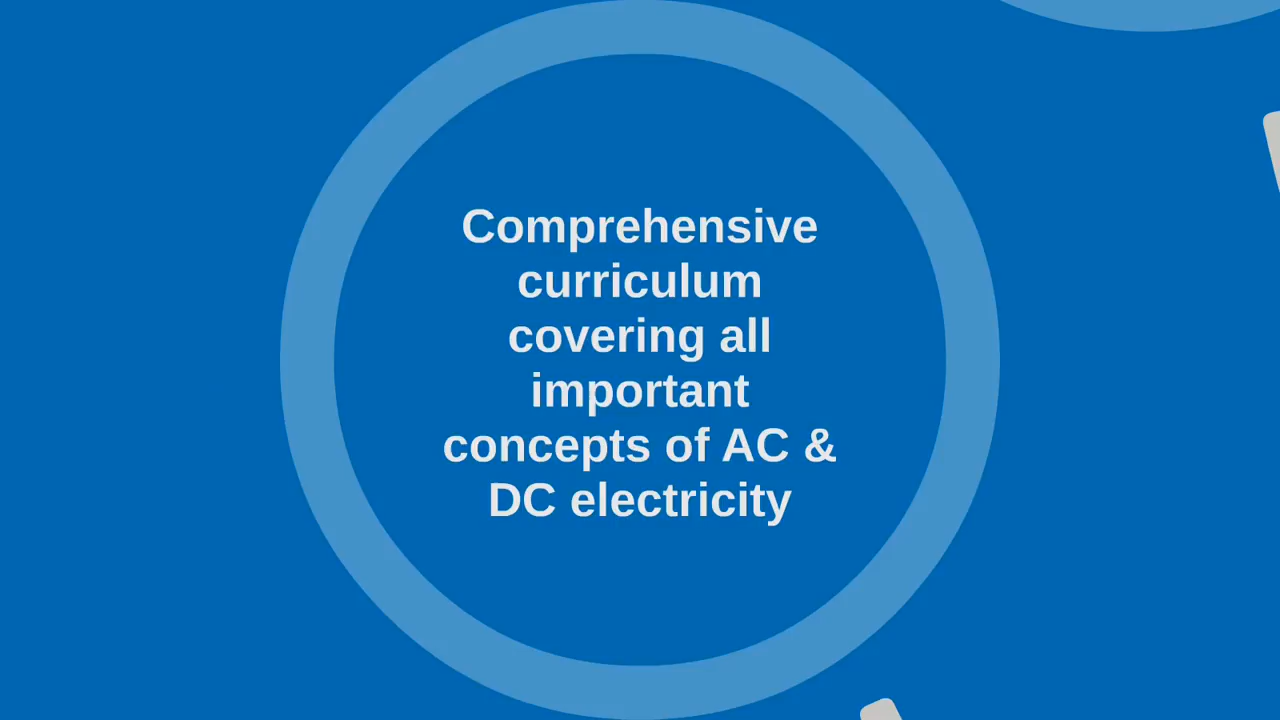 Comprehensive
curriculum
covering all
important
concepts of AC &
DC electricity